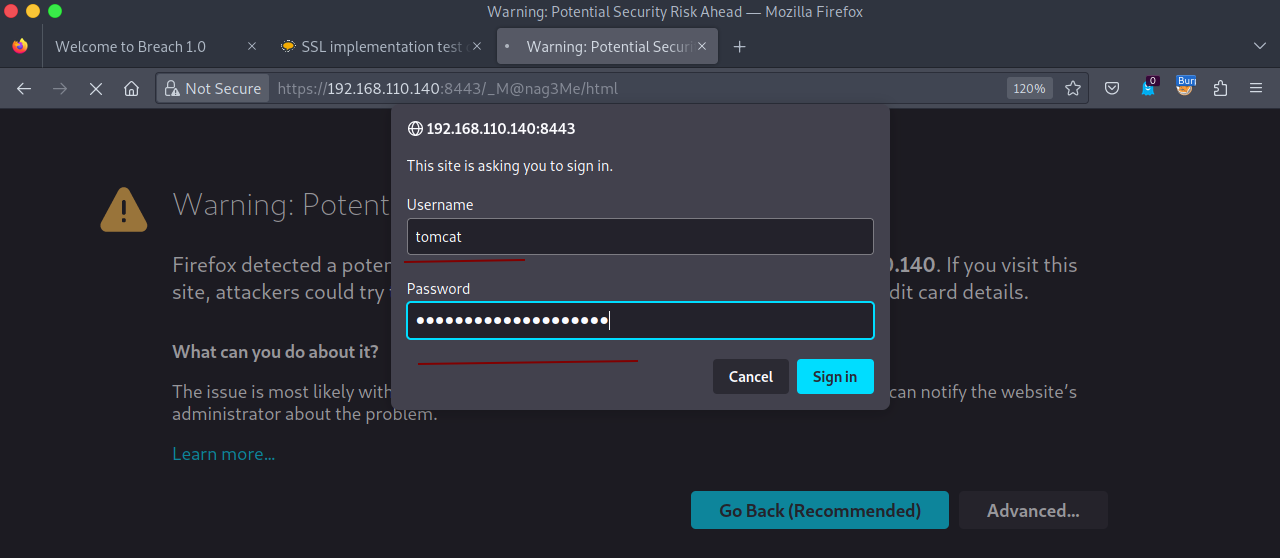 Warning: Potential Security Risk Ahead — Mozilla Firefox
Welcome to Breach 1.0
SSL implementation test
Warning: Potential Securi
Not Secure
https://192.168.110.140:8443/_M@nag3Me/html
120%
0
Burp
192.168.110.140:8443
This site is asking you to sign in.
Username
tomcat
Password
●●●●●●●●●●●●●●●●●●●●
Cancel
Sign in
Warning: Potent
Firefox detected a poter 0.140. If you visit this
site, attackers could try dit card details.
What can you do about it?
The issue is most likely with can notify the website’s
administrator about the problem.
Learn more...
Go Back (Recommended)
Advanced...